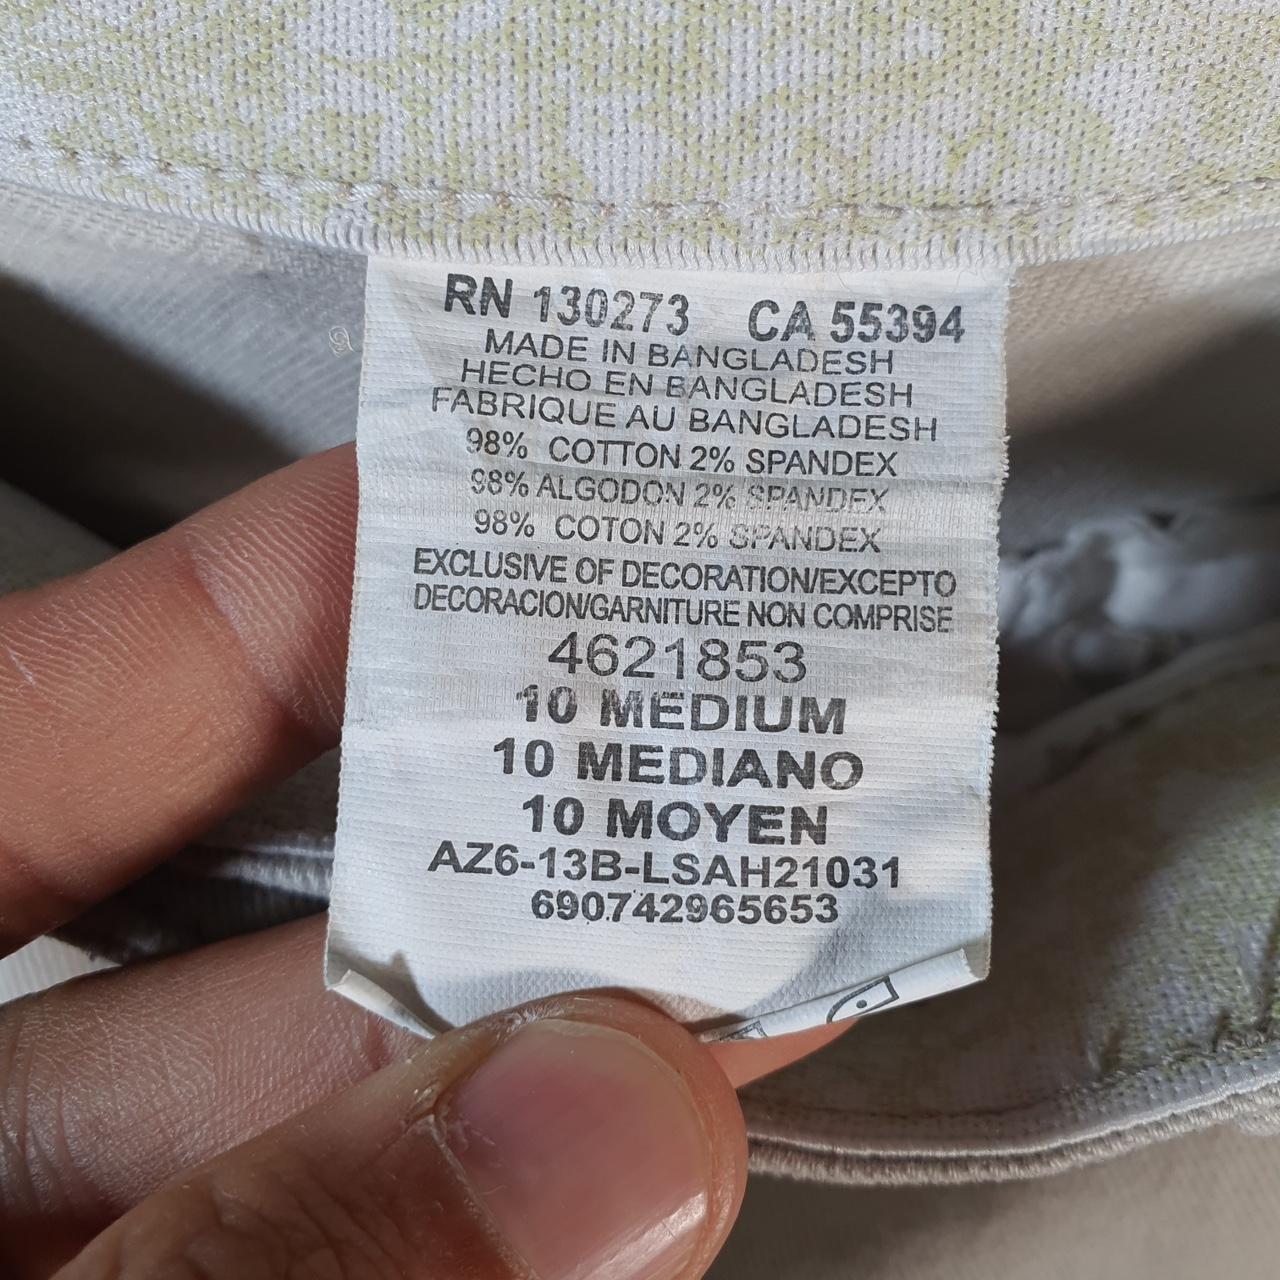 RN 130273 CA 55394
MADE IN BANGLADESH
HECHO EN BANGLADESH
FABRIQUE AU BANGLADESH
98% COTTON 2% SPANDEX
98% ALGODON 2% SPANDEX
98% COTON 2% SPANDEX
EXCLUSIVE OF DECORATION/EXCEPTO
DECORACION/GARNITURE NON COMPRISE
4621853
10 MEDIUM
10 MEDIANO
10 MOYEN
AZ6-13B-LSAH21031
690742965653